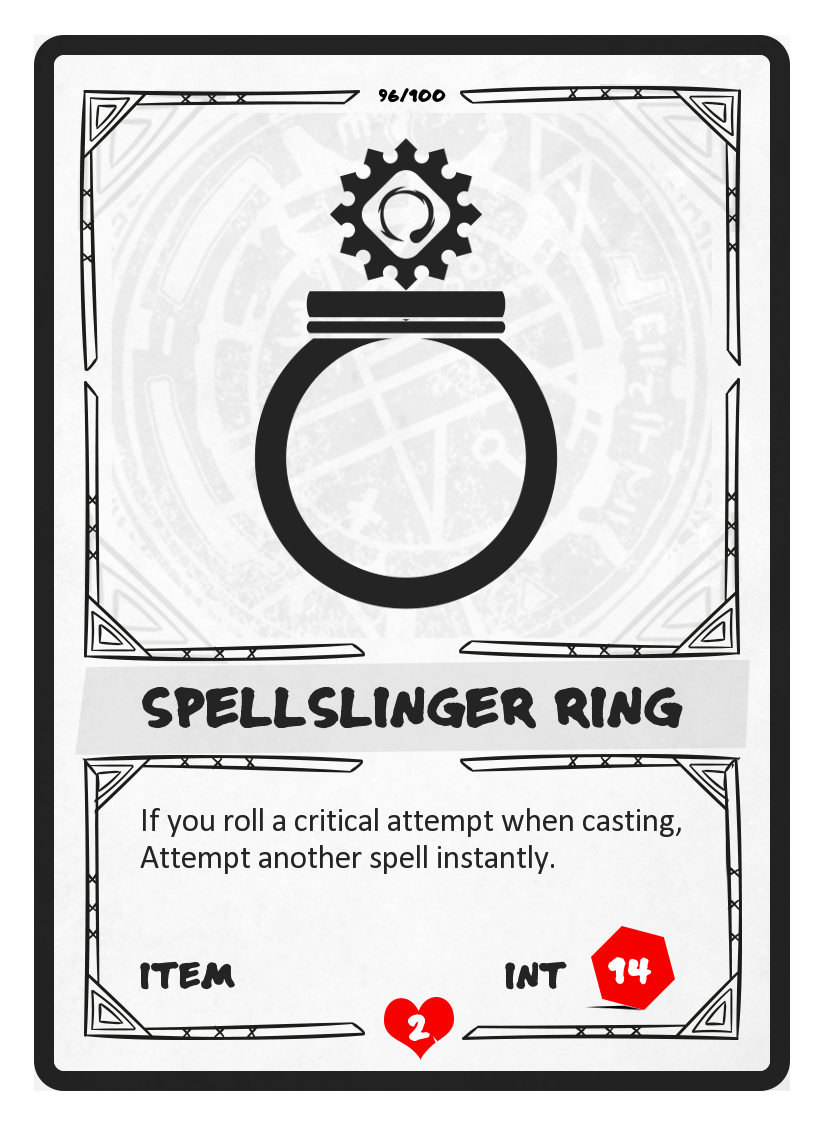 96/100
SPELLSLINGER RING
If you roll a critical attempt when casting,
Attempt another spell instantly.
ITEM
INT 14
2